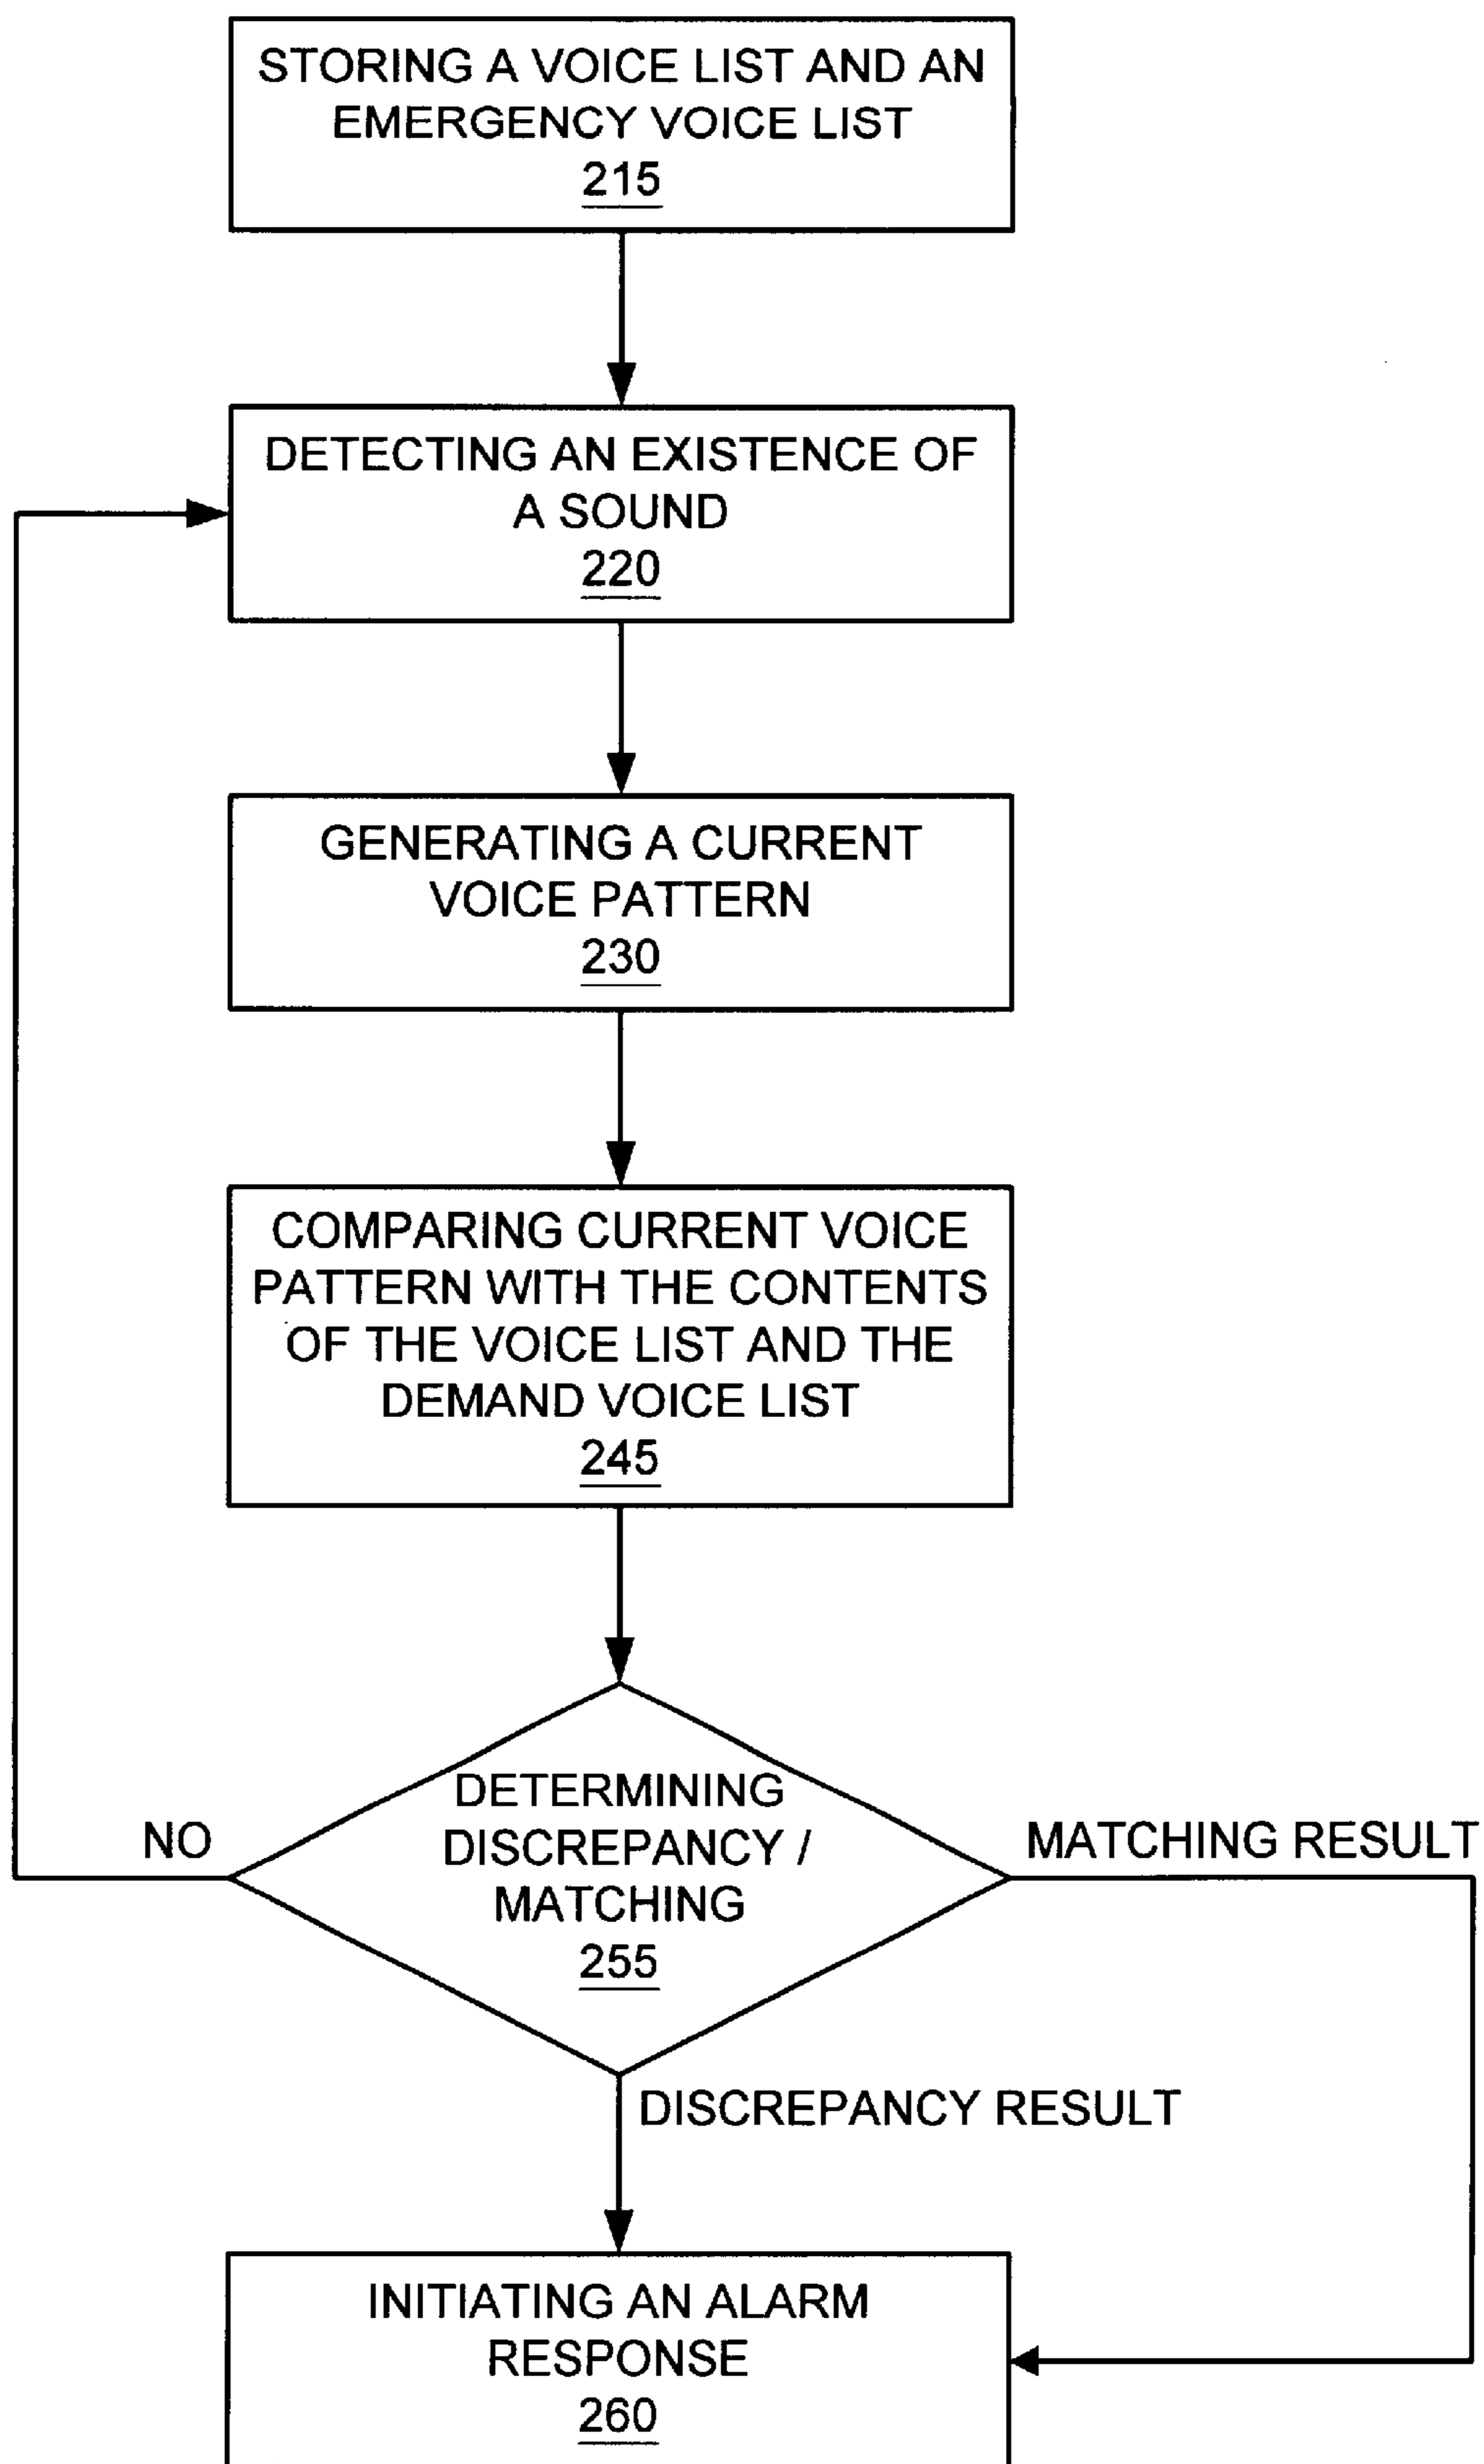 STORING A VOICE LIST AND AN
EMERGENCY VOICE LIST
215
DETECTING AN EXISTENCE OF
A SOUND
220
GENERATING A CURRENT
VOICE PATTERN
230
COMPARING CURRENT VOICE
PATTERN WITH THE CONTENTS
OF THE VOICE LIST AND THE
DEMAND VOICE LIST
245
DETERMINING
DISCREPANCY /
MATCHING
255
NO
MATCHING RESULT
DISCREPANCY RESULT
INITIATING AN ALARM
RESPONSE
260